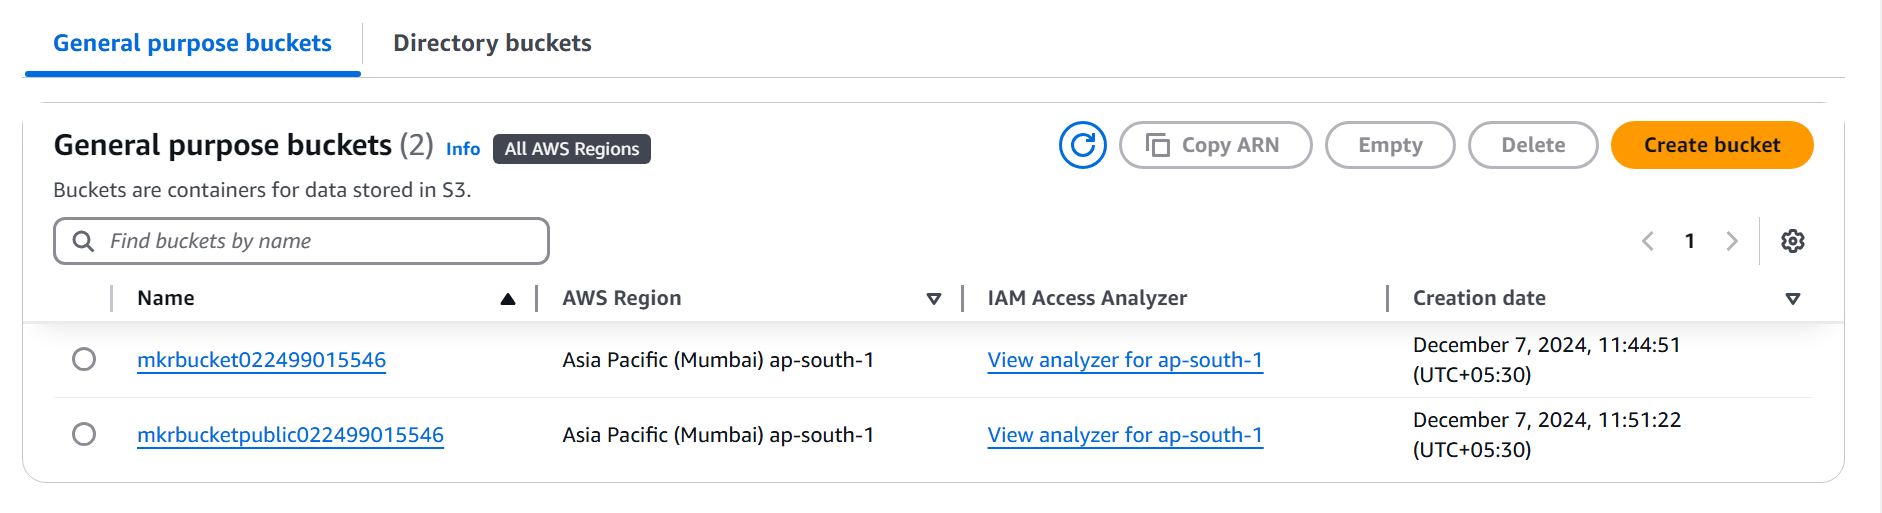 General purpose buckets
Directory buckets
General purpose buckets (2) Info All AWS Regions
Copy ARN
Empty
Delete
Create bucket
Buckets are containers for data stored in S3.
Find buckets by name
1
Name AWS Region IAM Access Analyzer Creation date
mkrbucket022499015546 Asia Pacific (Mumbai) ap-south-1 View analyzer for ap-south-1 December 7, 2024, 11:44:51
(UTC+05:30)
mkrbucketpublic022499015546 Asia Pacific (Mumbai) ap-south-1 View analyzer for ap-south-1 December 7, 2024, 11:51:22
(UTC+05:30)